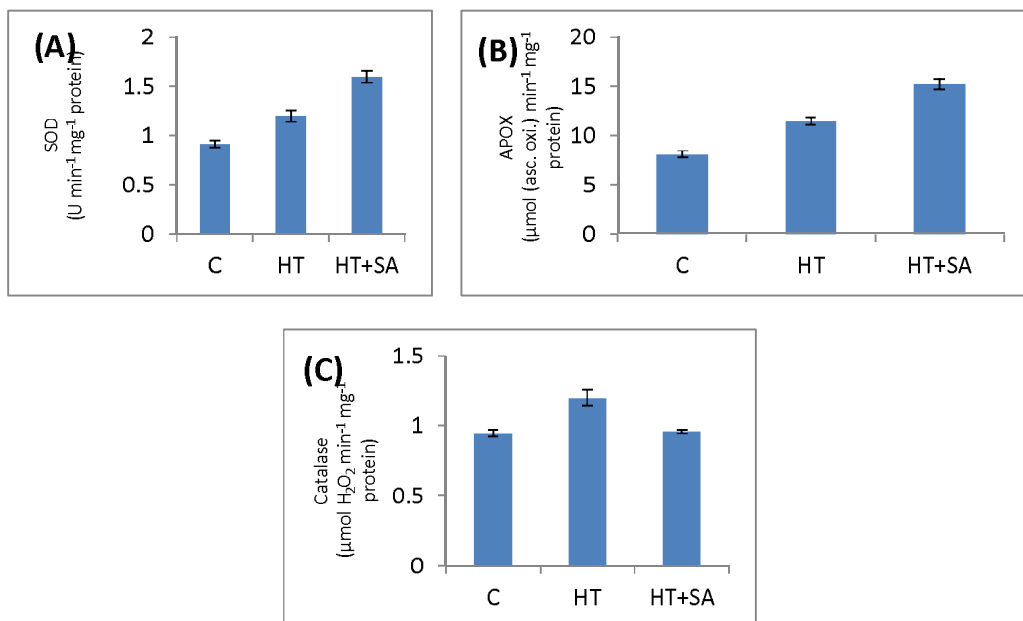 (A)
SOD
(U min⁻¹ mg⁻¹ protein)
2
1.5
1
0.5
0
C HT HT+SA
(B)
APOX
(µmol (asc. oxi.) min⁻¹ mg⁻¹
protein)
20
15
10
5
0
C HT HT+SA
(C)
Catalase
(µmol H₂O₂ min⁻¹ mg⁻¹
protein)
1.5
1
0.5
0
C HT HT+SA